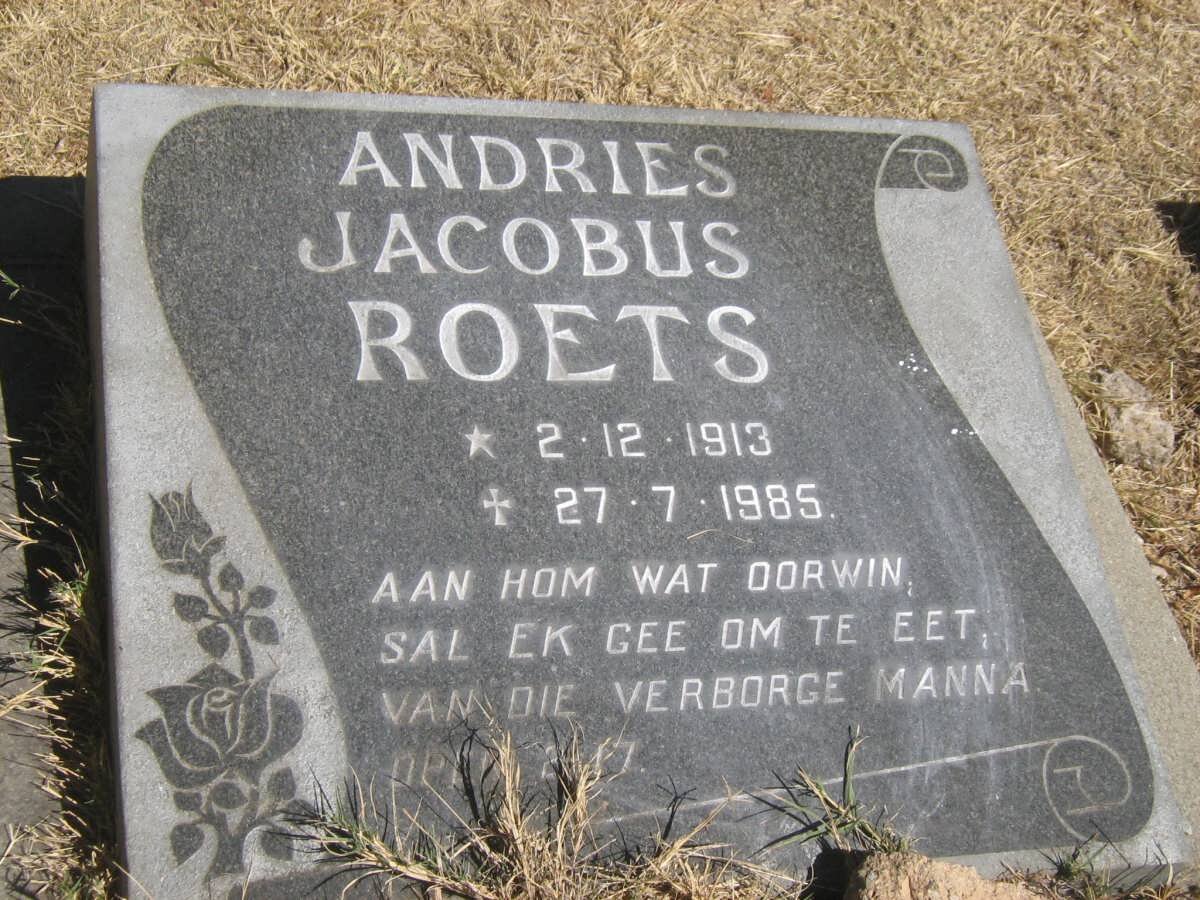 ANDRIES
JACOBUS
ROETS
★ 2·12·1913
✝ 27·7·1985.
AAN HOM WAT OORWIN,
SAL EK GEE OM TE EET,
VAN DIE VERBORGE MANNA